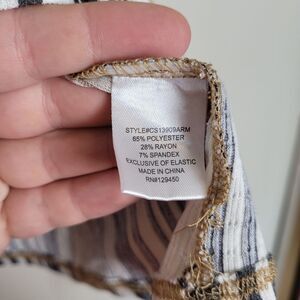 STYLE#CS13909ARM
65% POLYESTER
28% RAYON
7% SPANDEX
EXCLUSIVE OF ELASTIC
MADE IN CHINA
RN#129450